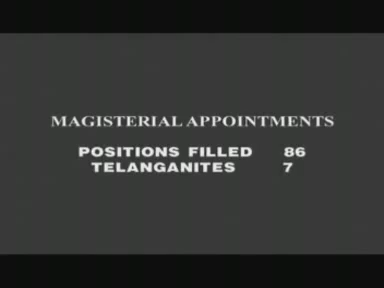 MAGISTERIAL APPOINTMENTS
POSITIONS FILLED 86
TELANGANITES 7